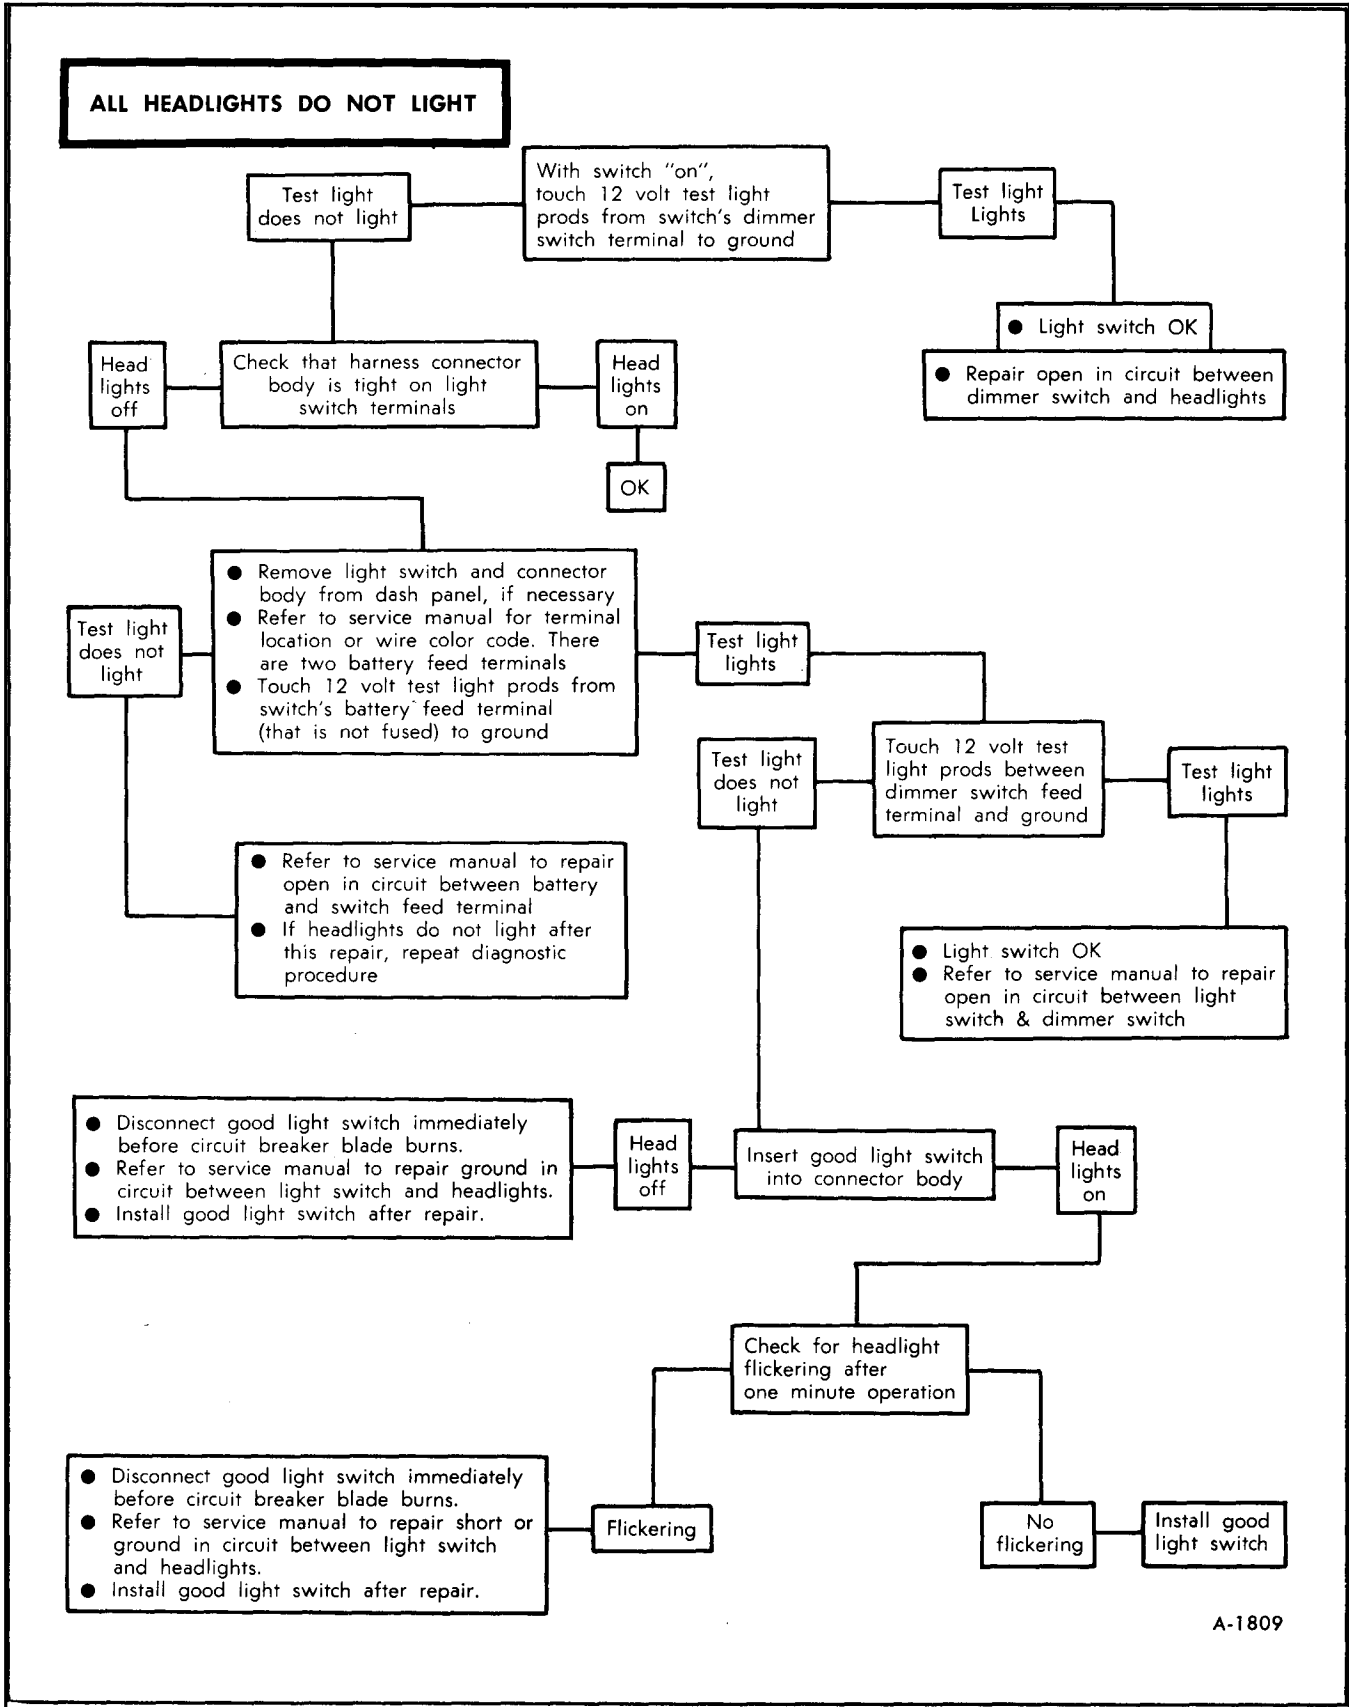 ALL HEADLIGHTS DO NOT LIGHT
With switch "on",
touch 12 volt test light
prods from switch's dimmer
switch terminal to ground
Test light
does not light
Test light
Lights
● Light switch OK
● Repair open in circuit between
dimmer switch and headlights
Head
lights
off
Check that harness connector
body is tight on light
switch terminals
Head
lights
on
OK
● Remove light switch and connector
body from dash panel, if necessary
● Refer to service manual for terminal
location or wire color code. There
are two battery feed terminals
● Touch 12 volt test light prods from
switch's battery feed terminal
(that is not fused) to ground
Test light
does not
light
Test light
lights
Test light
does not
light
Touch 12 volt test
light prods between
dimmer switch feed
terminal and ground
Test light
lights
● Refer to service manual to repair
open in circuit between battery
and switch feed terminal
● If headlights do not light after
this repair, repeat diagnostic
procedure
● Light switch OK
● Refer to service manual to repair
open in circuit between light
switch & dimmer switch
● Disconnect good light switch immediately
before circuit breaker blade burns.
● Refer to service manual to repair ground in
circuit between light switch and headlights.
● Install good light switch after repair.
Head
lights
off
Insert good light switch
into connector body
Head
lights
on
Check for headlight
flickering after
one minute operation
● Disconnect good light switch immediately
before circuit breaker blade burns.
● Refer to service manual to repair short or
ground in circuit between light switch
and headlights.
● Install good light switch after repair.
Flickering
No
flickering
Install good
light switch
A-1809